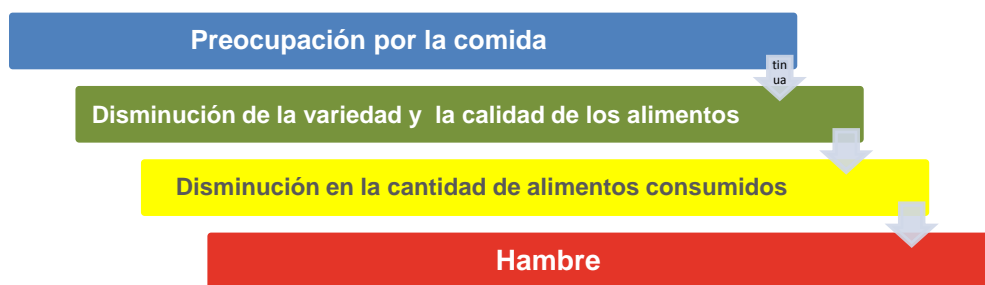 Preocupación por la comida
tin
ua
Disminución de la variedad y  la calidad de los alimentos
Disminución en la cantidad de alimentos consumidos
Hambre